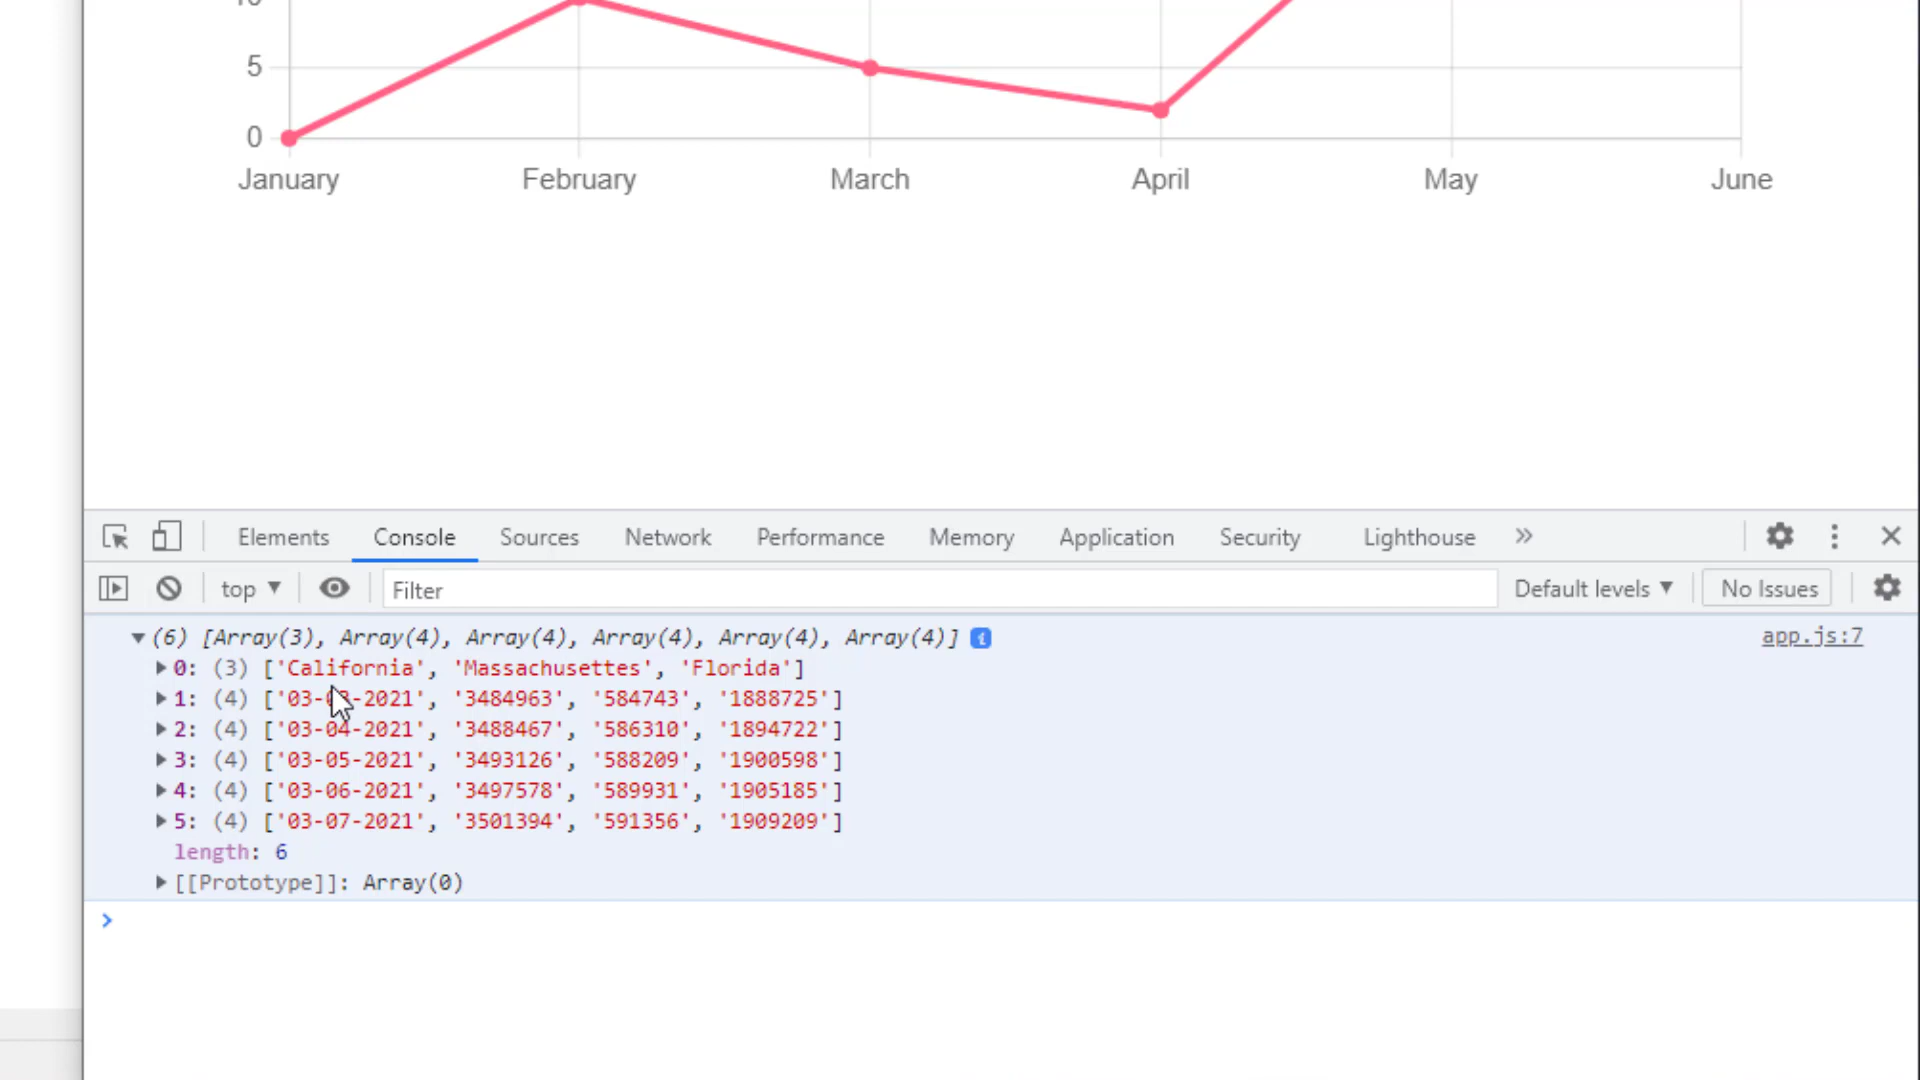 10
5
0
January February March April May June
Elements Console Sources Network Performance Memory Application Security Lighthouse »
top ▼ Filter Default levels ▼ No Issues
▼(6) [Array(3), Array(4), Array(4), Array(4), Array(4), Array(4)] i app.js:7
▶0: (3) ['California', 'Massachusettes', 'Florida']
▶1: (4) ['03-03-2021', '3484963', '584743', '1888725']
▶2: (4) ['03-04-2021', '3488467', '586310', '1894722']
▶3: (4) ['03-05-2021', '3493126', '588209', '1900598']
▶4: (4) ['03-06-2021', '3497578', '589931', '1905185']
▶5: (4) ['03-07-2021', '3501394', '591356', '1909209']
length: 6
▶[[Prototype]]: Array(0)
>